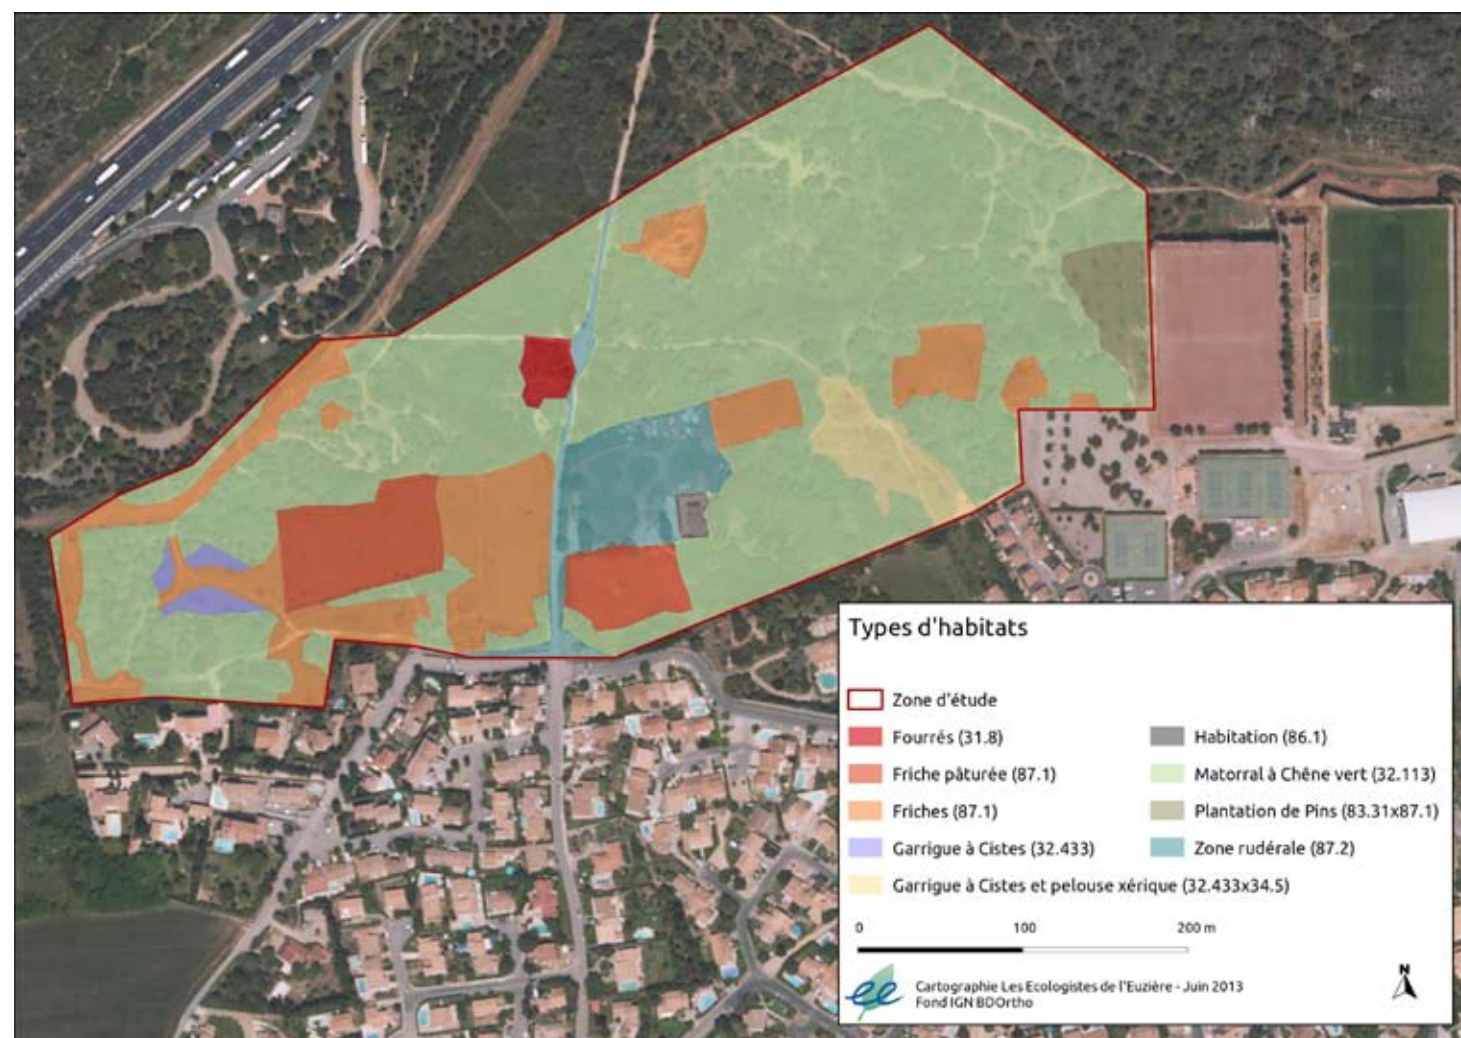 Types d'habitats
Zone d'étude
Fourrés (31.8)
Friche pâturée (87.1)
Friches (87.1)
Garrigue à Cistes (32.433)
Garrigue à Cistes et pelouse xérique (32.433x34.5)
Habitation (86.1)
Matorral à Chêne vert (32.113)
Plantation de Pins (83.31x87.1)
Zone rudérale (87.2)
0 100 200 m
ee
Cartographie Les Ecologistes de l'Euzière - Juin 2013
Fond IGN BDOrtho
N